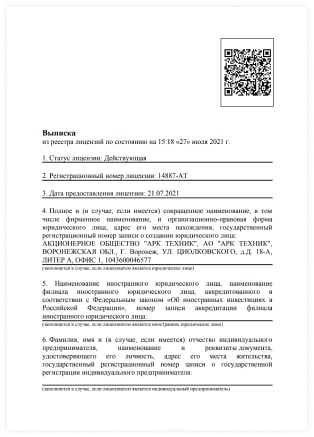 Выписка
из реестра лицензий по состоянию на 15:18 «27» июля 2021 г.
1. Статус лицензии: Действующая
2. Регистрационный номер лицензии: 14887-АТ
3. Дата предоставления лицензии: 21.07.2021
4. Полное и (в случае, если имеется) сокращенное наименование, в том
числе фирменное наименование, и организационно-правовая форма
юридического лица, адрес его места нахождения, государственный
регистрационный номер записи о создании юридического лица:
АКЦИОНЕРНОЕ ОБЩЕСТВО "АРК ТЕХНИК", АО "АРК ТЕХНИК",
ВОРОНЕЖСКАЯ ОБЛ., Г. Воронеж, УЛ. ЦИОЛКОВСКОГО, д.Д. 18-А,
ЛИТЕР А, ОФИС 1, 1043600046577
(заполняется в случае, если лицензиатом является юридическое лицо)
5. Наименование иностранного юридического лица, наименование
филиала иностранного юридического лица, аккредитованного в
соответствии с Федеральным законом «Об иностранных инвестициях в
Российской Федерации», номер записи аккредитации филиала
иностранного юридического лица:
(заполняется в случае, если лицензиатом является иностранное юридическое лицо)
6. Фамилия, имя и (в случае, если имеется) отчество индивидуального
предпринимателя, наименование и реквизиты документа,
удостоверяющего его личность, адрес его места жительства,
государственный регистрационный номер записи о государственной
регистрации индивидуального предпринимателя:
(заполняется в случае, если лицензиатом является индивидуальный предприниматель)